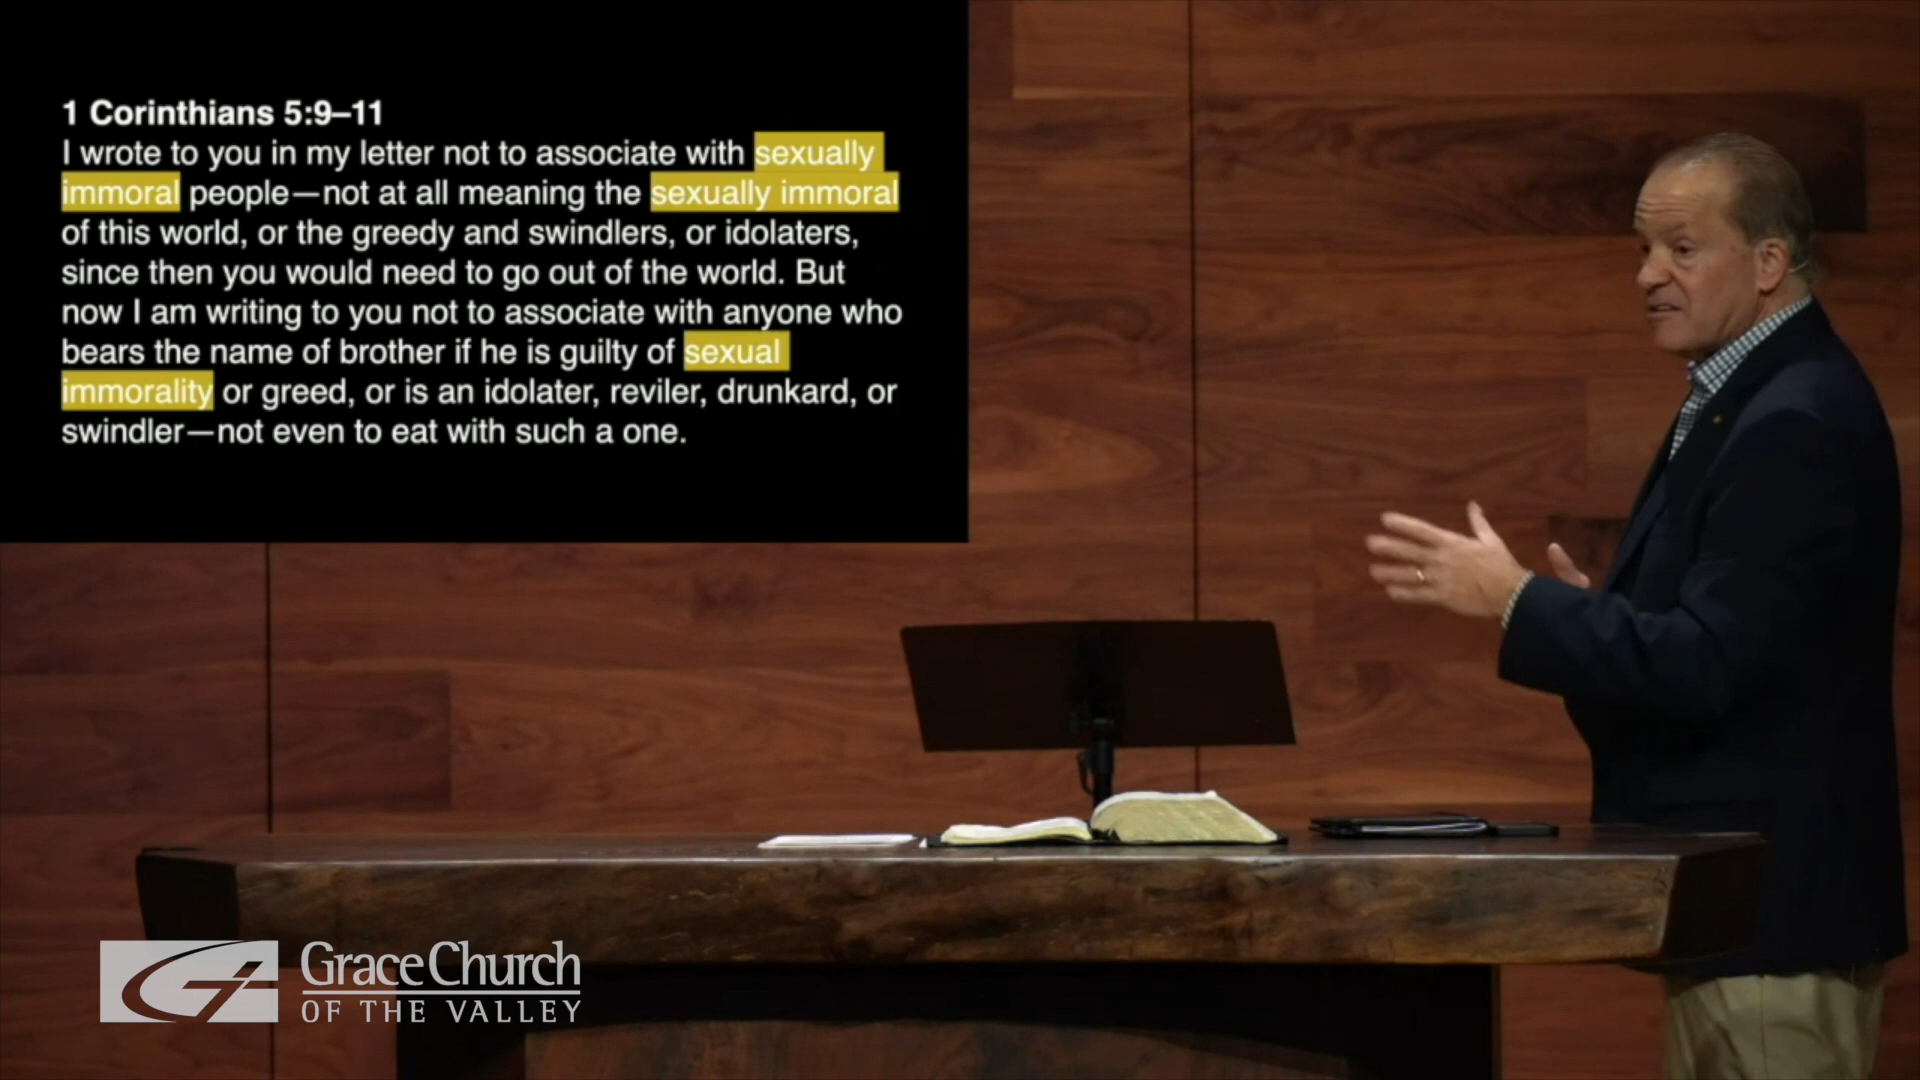 1 Corinthians 5:9–11
I wrote to you in my letter not to associate with sexually
immoral people—not at all meaning the sexually immoral
of this world, or the greedy and swindlers, or idolaters,
since then you would need to go out of the world. But
now I am writing to you not to associate with anyone who
bears the name of brother if he is guilty of sexual
immorality or greed, or is an idolater, reviler, drunkard, or
swindler—not even to eat with such a one.
Grace Church
OF THE VALLEY